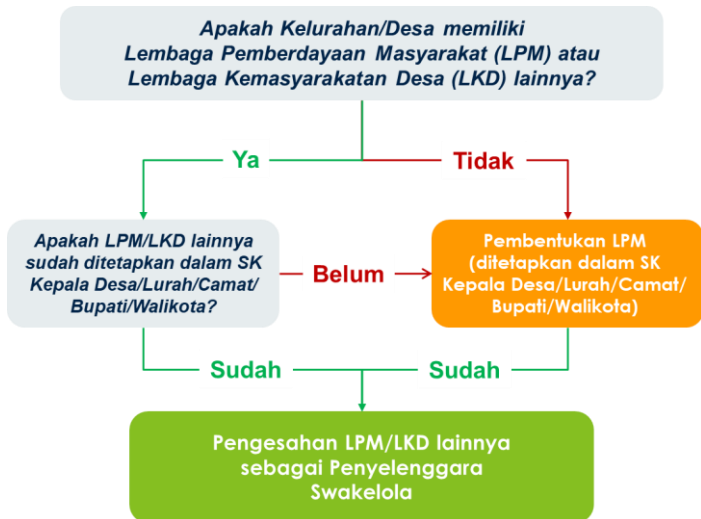 Apakah Kelurahan/Desa memiliki
Lembaga Pemberdayaan Masyarakat (LPM) atau
Lembaga Kemasyarakatan Desa (LKD) lainnya?
Ya
Tidak
Apakah LPM/LKD lainnya
sudah ditetapkan dalam SK
Kepala Desa/Lurah/Camat/
Bupati/Walikota?
Belum
Pembentukan LPM
(ditetapkan dalam SK
Kepala Desa/Lurah/Camat/
Bupati/Walikota)
Sudah
Sudah
Pengesahan LPM/LKD lainnya
sebagai Penyelenggara
Swakelola